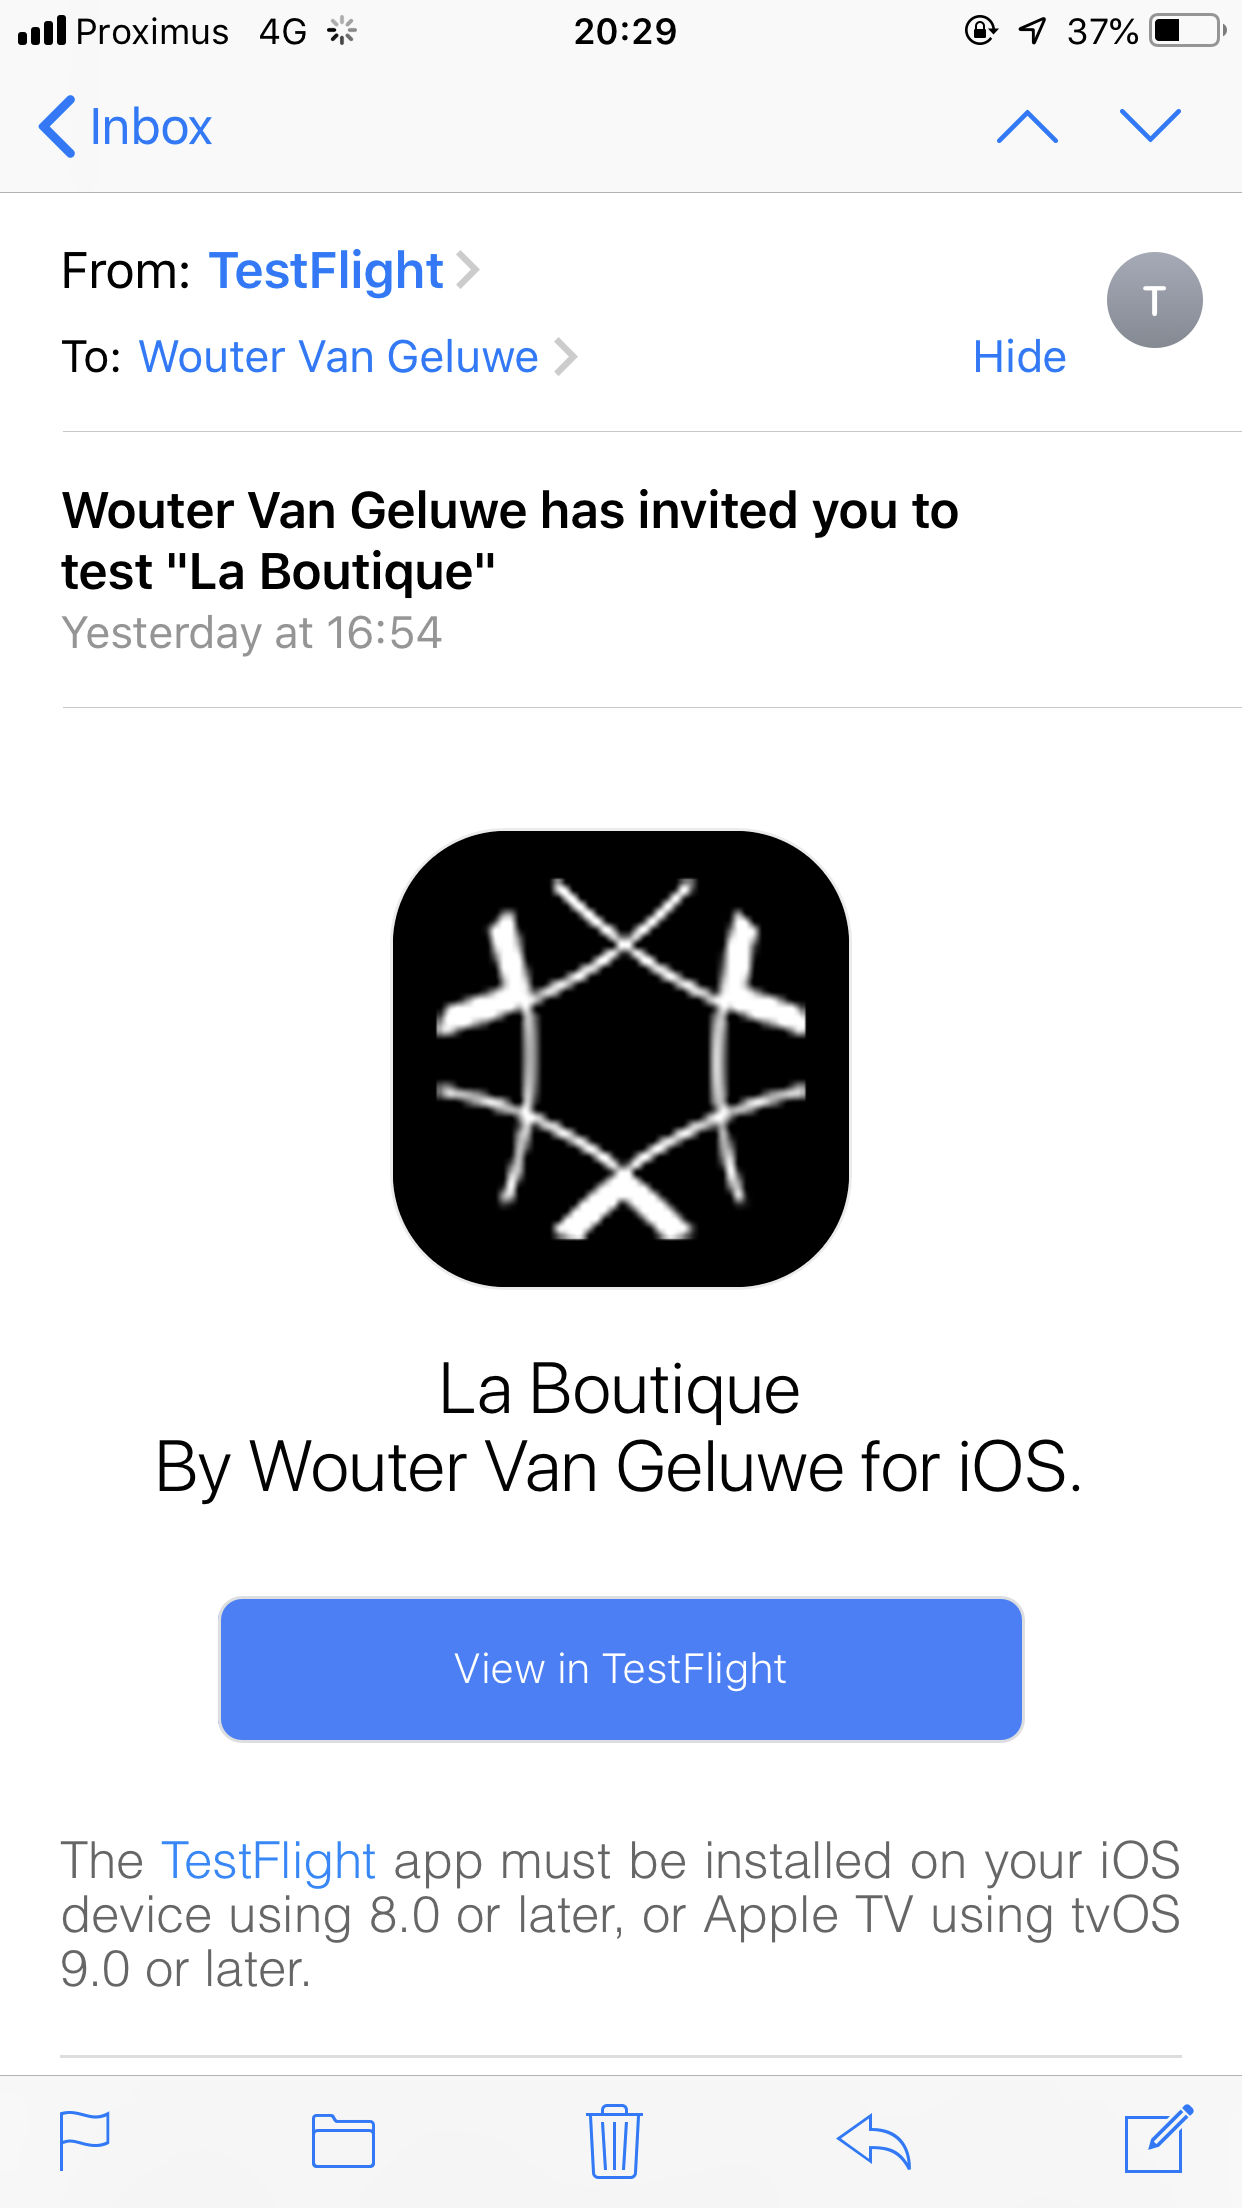 Proximus 4G 20:29 37%
Inbox
From: TestFlight
T
To: Wouter Van Geluwe Hide
Wouter Van Geluwe has invited you to
test "La Boutique"
Yesterday at 16:54
La Boutique
By Wouter Van Geluwe for iOS.
View in TestFlight
The TestFlight app must be installed on your iOS
device using 8.0 or later, or Apple TV using tvOS
9.0 or later.